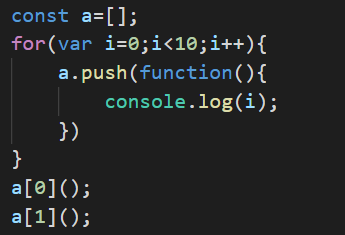 const a=[];
for(var i=0;i<10;i++){
    a.push(function(){
        console.log(i);
    })
}
a[0]();
a[1]();